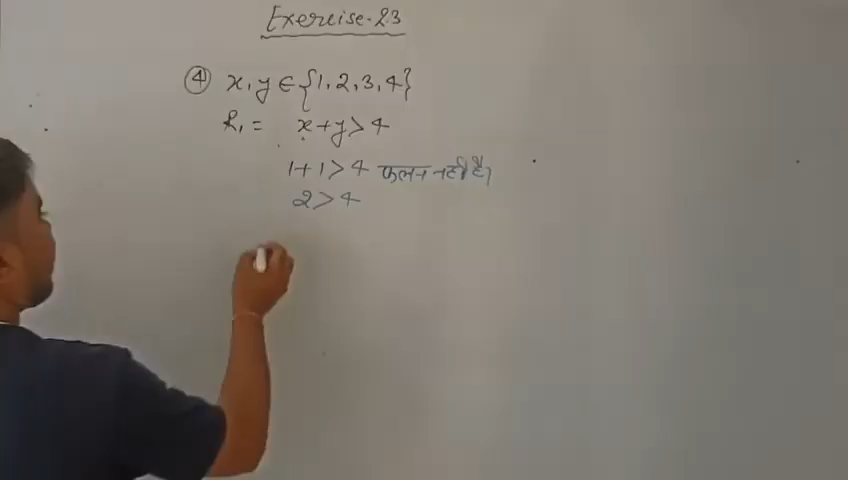 Exercise-23
④ x, y ∈ {1, 2, 3, 4}
R₁ = x + y > 4
1 + 1 > 4 फलन नहीं है।
2 > 4